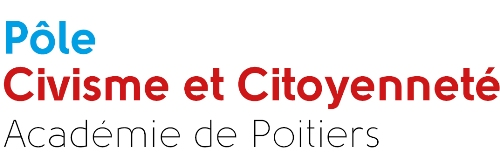 Pôle
Civisme et Citoyenneté
Académie de Poitiers